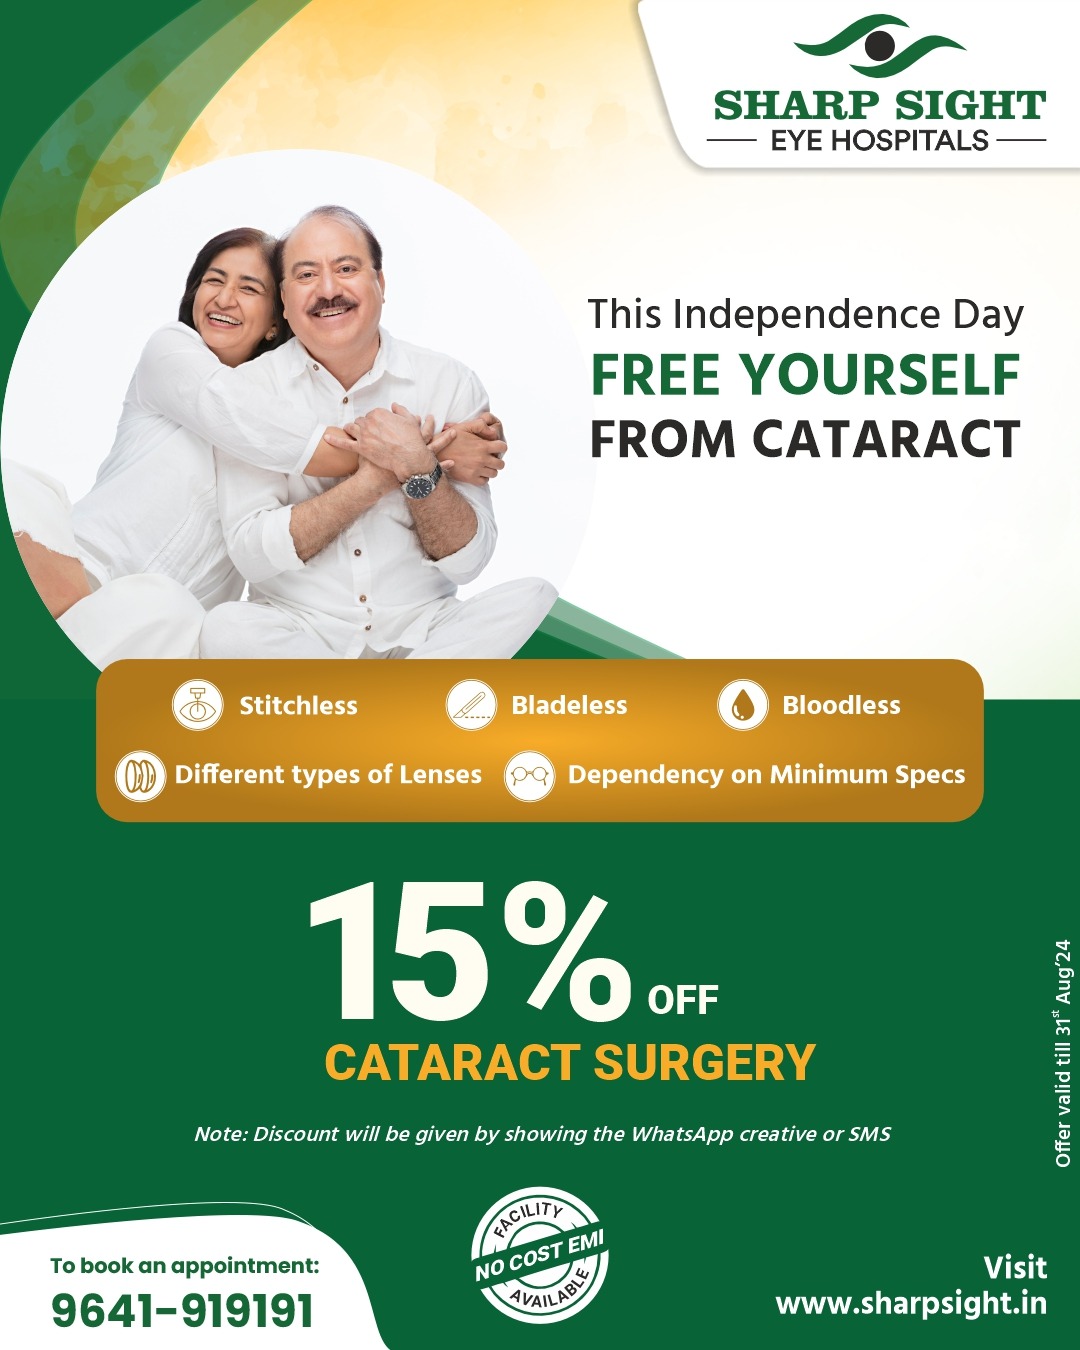 SHARP SIGHT
EYE HOSPITALS
This Independence Day
FREE YOURSELF
FROM CATARACT
Stitchless
Bladeless
Bloodless
Different types of Lenses
Dependency on Minimum Specs
15% OFF
CATARACT SURGERY
Note: Discount will be given by showing the WhatsApp creative or SMS
Offer valid till 31st Aug'24
FACILITY
NO COST EMI
AVAILABLE
To book an appointment:
9641-919191
Visit
www.sharpsight.in